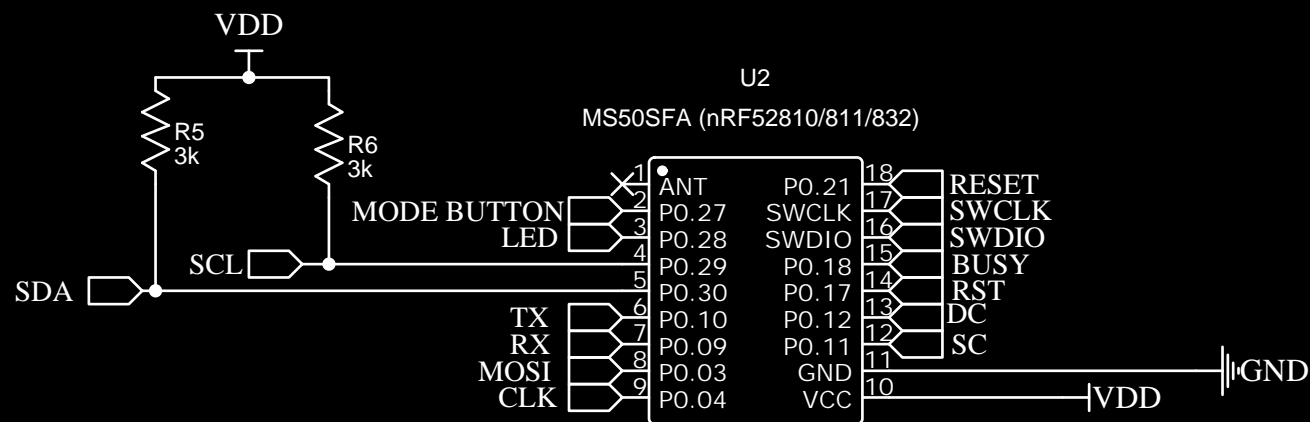 VDD
U2
MS50SFA (nRF52810/811/832)
R5
3k
R6
3k
1 ANT P0.21 18 RESET
MODE BUTTON 2 P0.27 SWCLK 17 SWCLK
LED 3 P0.28 SWDIO 16 SWDIO
SCL 4 P0.29 P0.18 15 BUSY
SDA 5 P0.30 P0.17 14 RST
TX 6 P0.10 P0.12 13 DC
RX 7 P0.09 P0.11 12 SC
MOSI 8 P0.03 GND 11 GND
CLK 9 P0.04 VCC 10 VDD